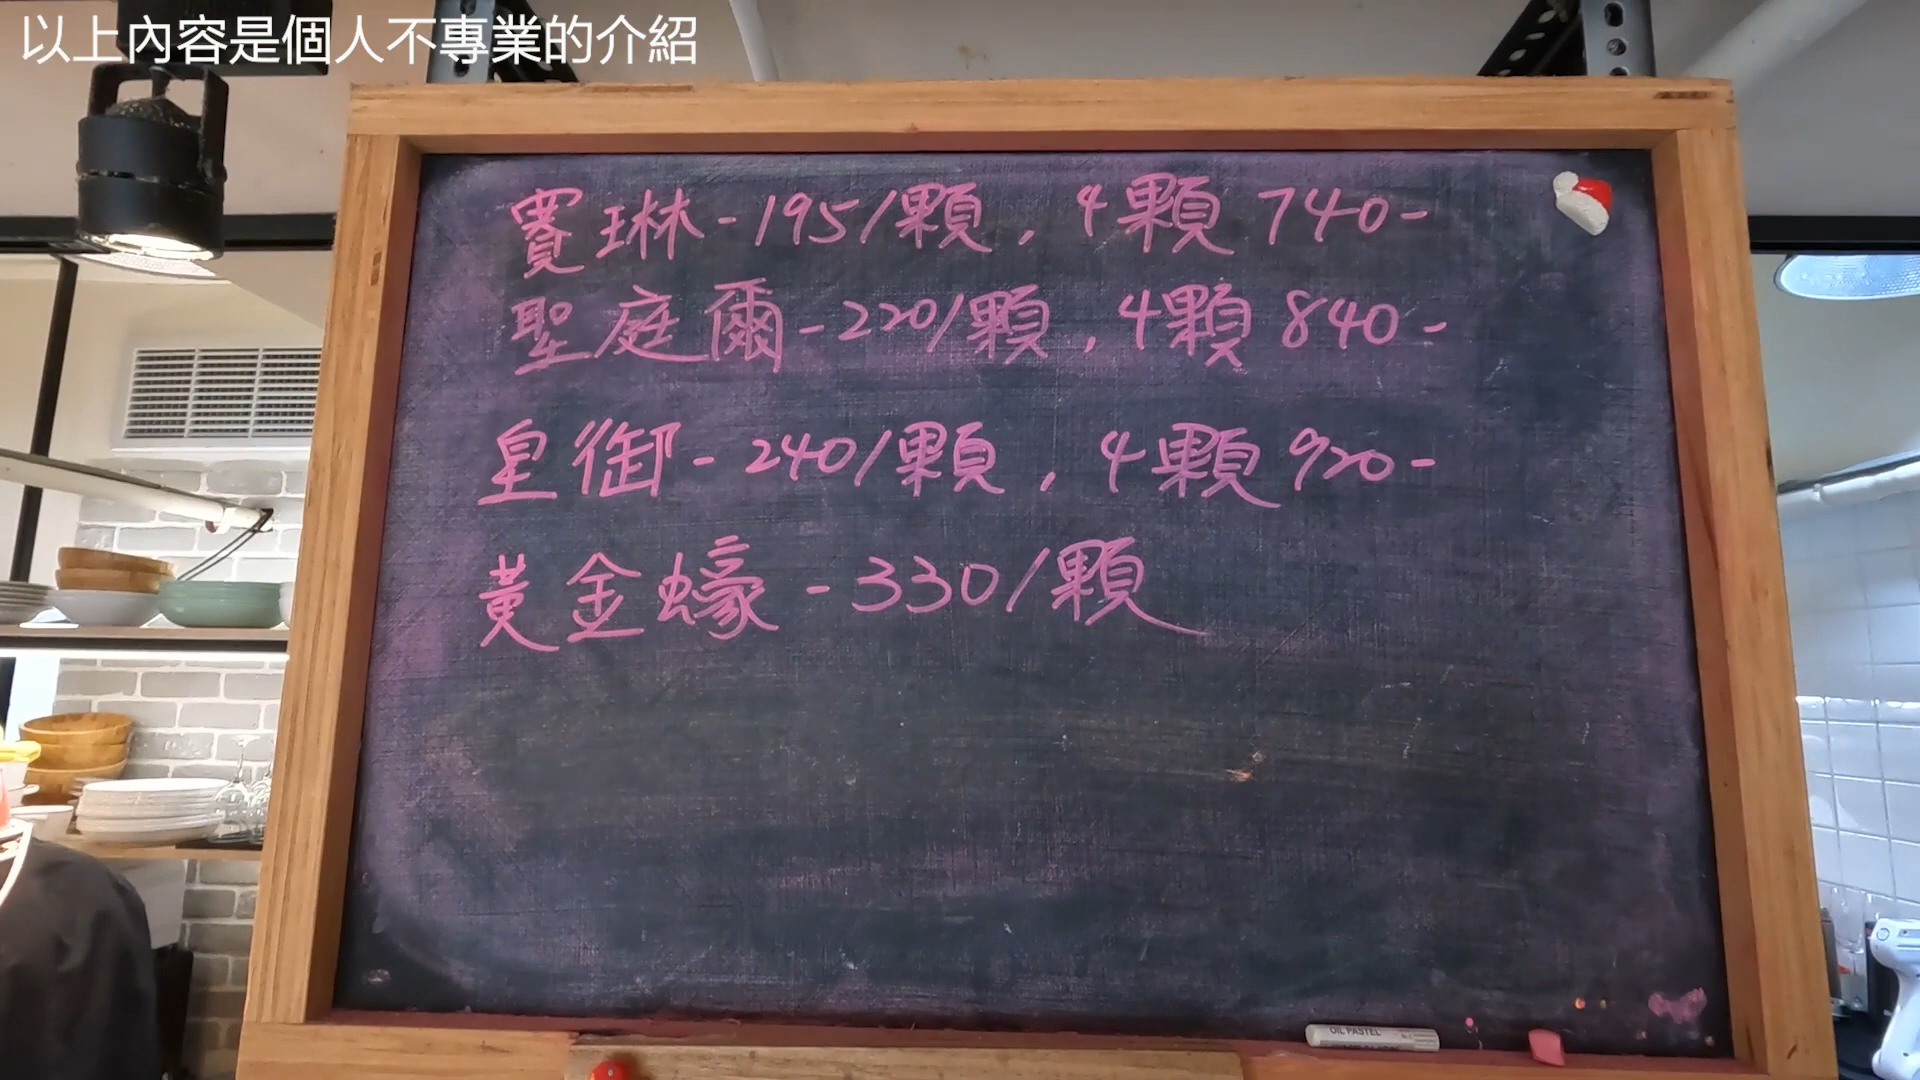 以上內容是個人不專業的介紹
賽琳-195/顆,4顆740-
聖庭爾-220/顆,4顆840-
皇御-240/顆,4顆920-
黃金蠔-330/顆
OIL PASTEL